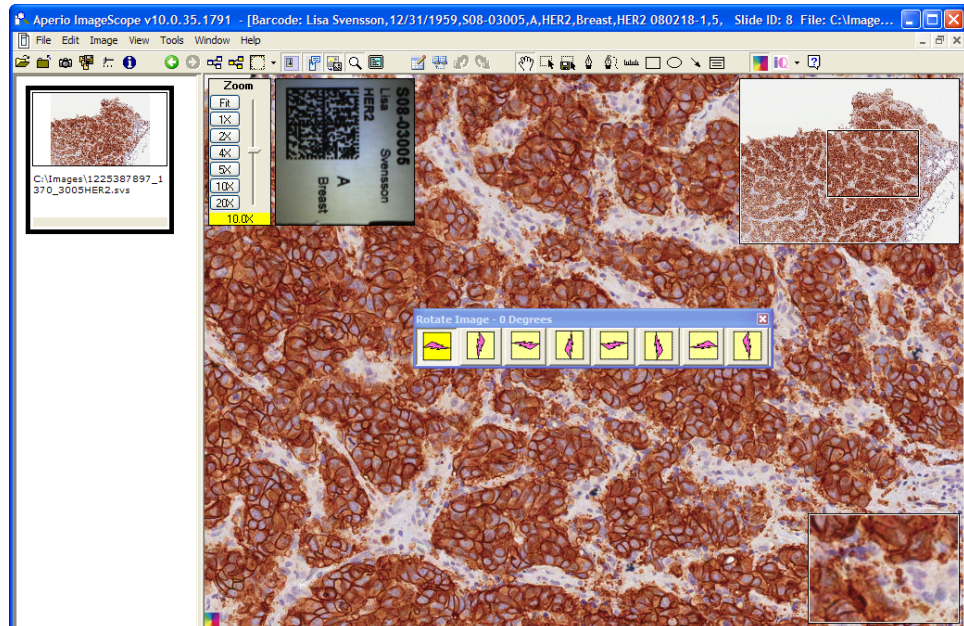 Aperio ImageScope v10.0.35.1791 - [Barcode: Lisa Svensson,12/31/1959,S08-03005,A,HER2,Breast,HER2 080218-1,5, Slide ID: 8 File: C:\Image...
File Edit Image View Tools Window Help
iQ
Zoom
Fit
1X
2X
4X
5X
10X
20X
10.0X
S08-03005
Lisa Svensson
HER2
A
Breast
C:\Images\1225387897_1
370_3005HER2.svs
Rotate Image - 0 Degrees